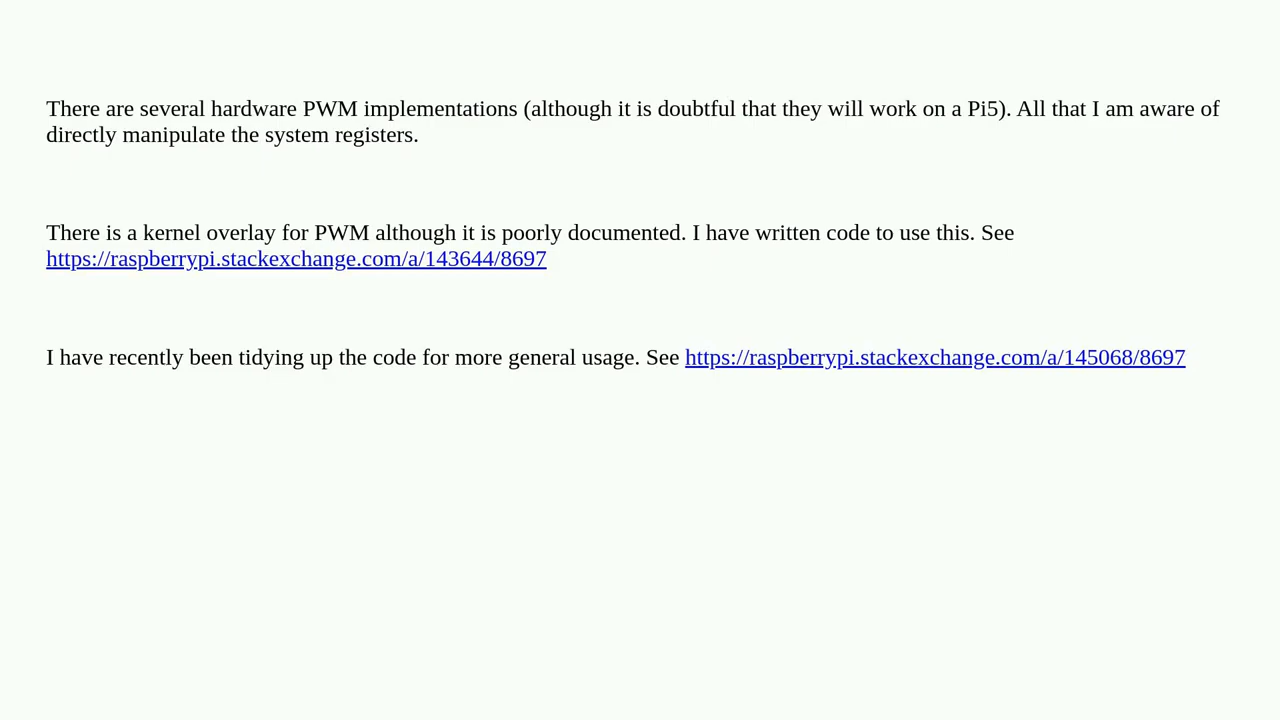 There are several hardware PWM implementations (although it is doubtful that they will work on a Pi5). All that I am aware of
directly manipulate the system registers.
There is a kernel overlay for PWM although it is poorly documented. I have written code to use this. See
https://raspberrypi.stackexchange.com/a/143644/8697
I have recently been tidying up the code for more general usage. See https://raspberrypi.stackexchange.com/a/145068/8697